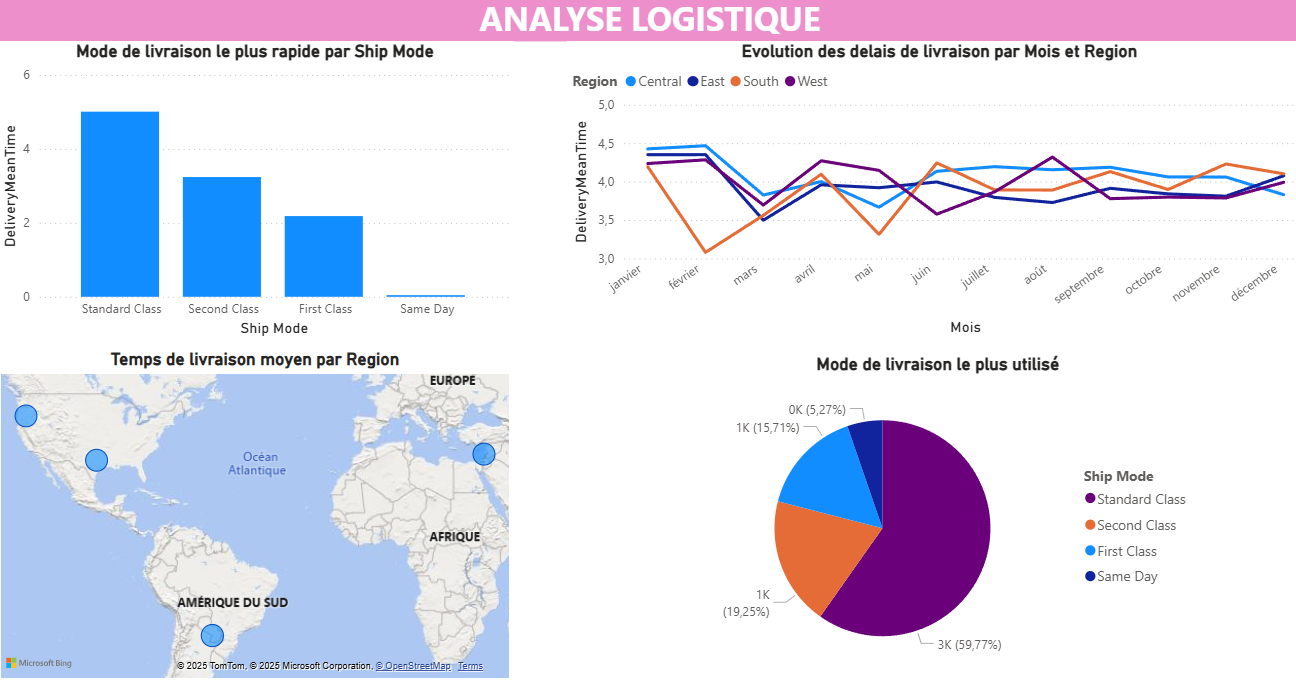 ANALYSE LOGISTIQUE
Mode de livraison le plus rapide par Ship Mode
6
4
2
0
DeliveryMeanTime
Standard Class
Second Class
First Class
Same Day
Ship Mode
Evolution des delais de livraison par Mois et Region
Region
Central
East
South
West
5,0
4,5
4,0
3,5
3,0
DeliveryMeanTime
janvier
février
mars
avril
mai
juin
juillet
août
septembre
octobre
novembre
décembre
Mois
Temps de livraison moyen par Region
EUROPE
Océan
Atlantique
AFRIQUE
AMÉRIQUE DU SUD
Microsoft Bing
© 2025 TomTom, © 2025 Microsoft Corporation, © OpenStreetMap Terms
Mode de livraison le plus utilisé
0K (5,27%)
1K (15,71%)
1K
(19,25%)
3K (59,77%)
Ship Mode
Standard Class
Second Class
First Class
Same Day